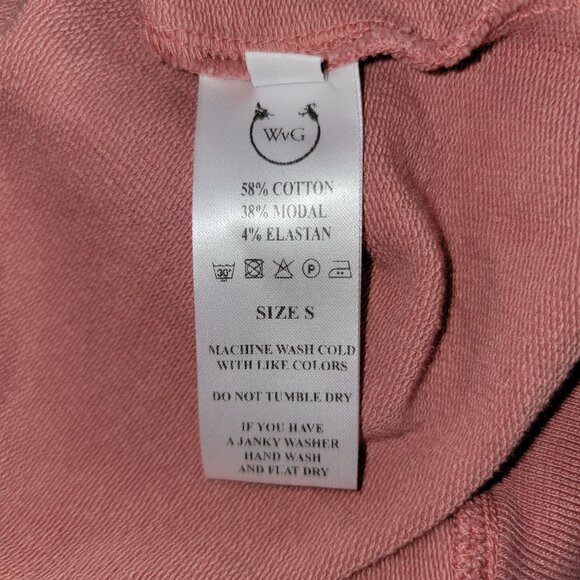 WvG
58% COTTON
38% MODAL
4% ELASTAN
30° P
SIZE S
MACHINE WASH COLD
WITH LIKE COLORS
DO NOT TUMBLE DRY
IF YOU HAVE
A JANKY WASHER
HAND WASH
AND FLAT DRY